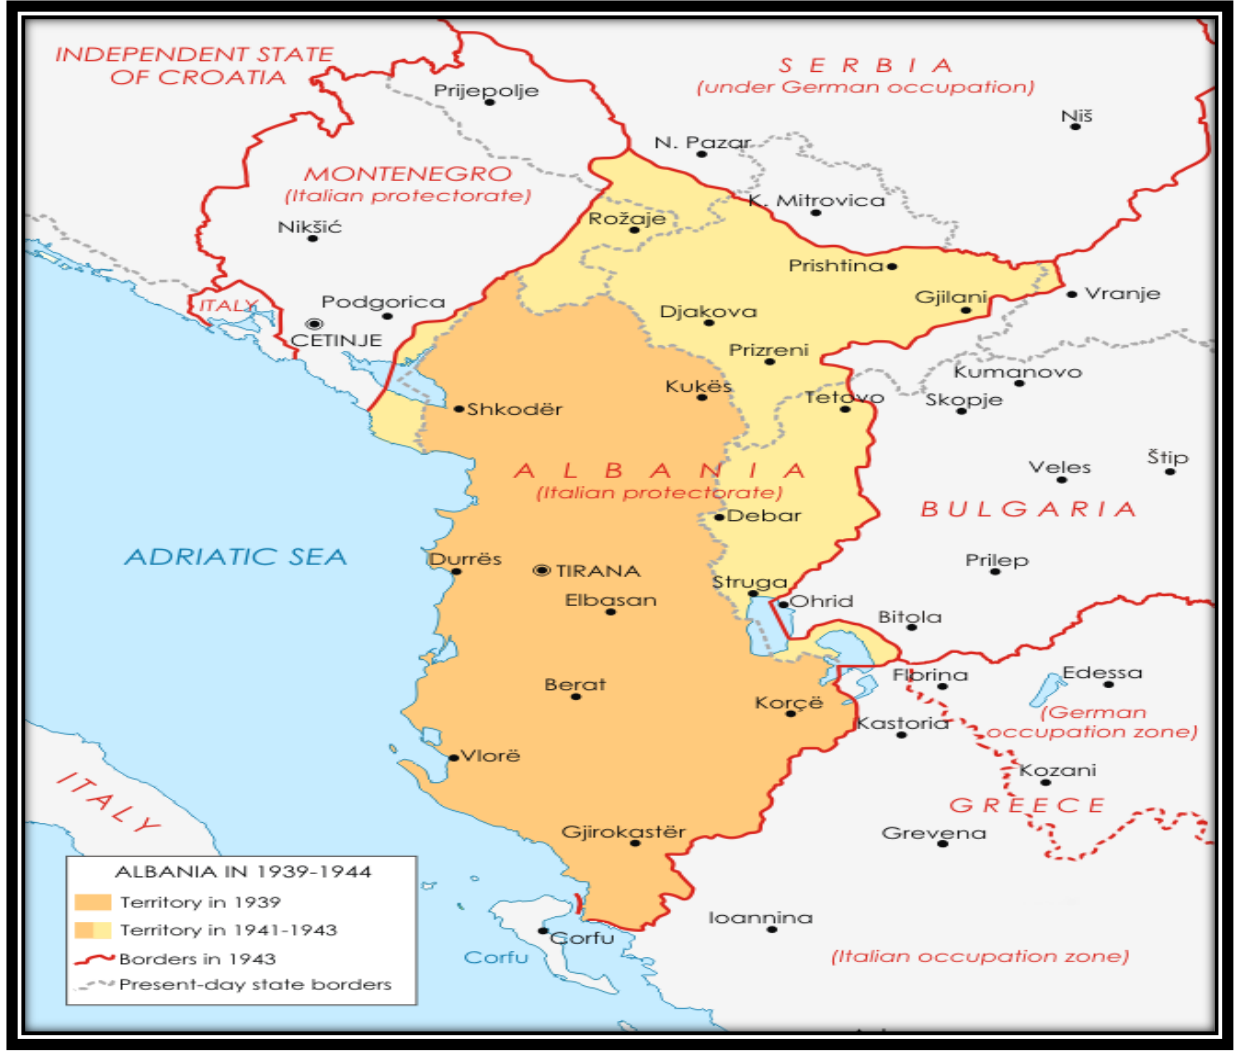 INDEPENDENT STATE
OF CROATIA
SERBIA
(under German occupation)
Prijepolje
Niš
N. Pazar
MONTENEGRO
(Italian protectorate)
K. Mitrovica
Rožaje
Nikšić
Prishtina
ITALY
Podgorica
Gjilani
Vranje
Djakova
CETINJE
Prizreni
Kumanovo
Kukës
Tetovo
Skopje
Shkodër
ALBANIA
(Italian protectorate)
Veles
Štip
BULGARIA
Debar
ADRIATIC SEA
Durrës
TIRANA
Prilep
Struga
Elbasan
Ohrid
Bitola
Berat
Florina
Edessa
Korçë
Kastoria
(German
occupation zone)
Vlorë
Kozani
ITALY
GREECE
Gjirokastër
Grevena
ALBANIA IN 1939-1944
Territory in 1939
Territory in 1941-1943
Borders in 1943
Present-day state borders
Ioannina
Corfu
Corfu
(Italian occupation zone)